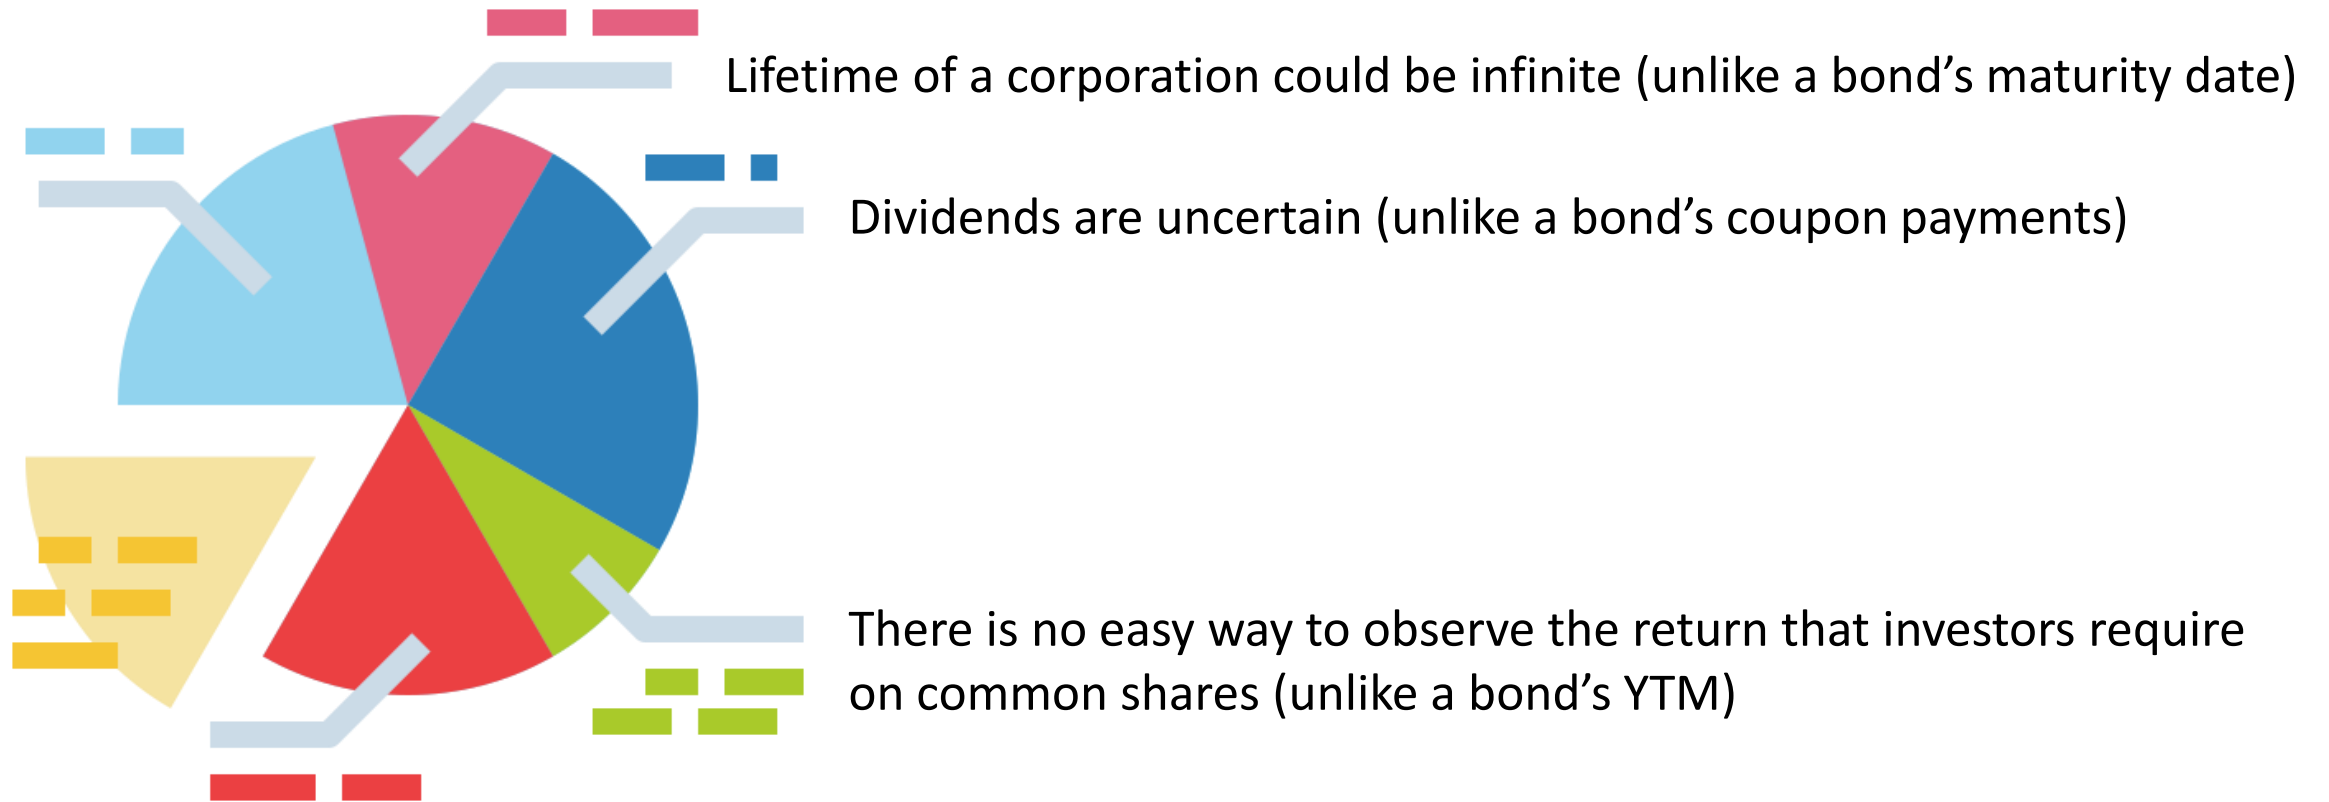 Lifetime of a corporation could be infinite (unlike a bond’s maturity date)
Dividends are uncertain (unlike a bond’s coupon payments)
There is no easy way to observe the return that investors require
on common shares (unlike a bond’s YTM)